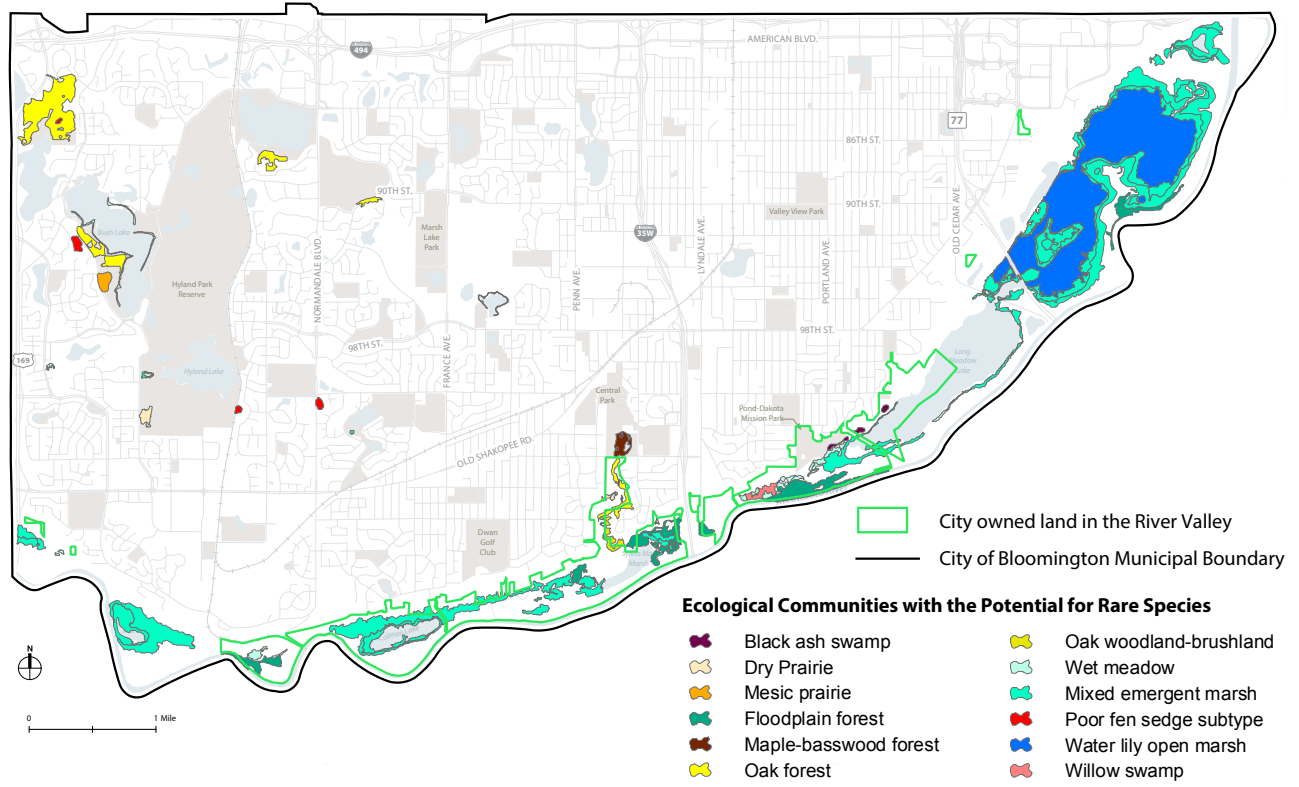 AMERICAN BLVD.
494
77
86TH ST.
90TH ST.
90TH ST.
Valley View Park
OLD CEDAR AVE.
Marsh
Lake
Park
35W
LYNDALE AVE.
PORTLAND AVE.
Bush Lake
NORMANDALE BLVD.
PENN AVE.
Hyland Park
Reserve
98TH ST.
98TH ST.
FRANCE AVE.
169
Hyland Lake
Long
Meadow
Lake
Central
Park
Pond-Dakota
Mission Park
OLD SHAKOPEE RD.
Dwan
Golf
Club
Marsh
City owned land in the River Valley
City of Bloomington Municipal Boundary
N
0 1 Mile
Ecological Communities with the Potential for Rare Species
Black ash swamp
Dry Prairie
Mesic prairie
Floodplain forest
Maple-basswood forest
Oak forest
Oak woodland-brushland
Wet meadow
Mixed emergent marsh
Poor fen sedge subtype
Water lily open marsh
Willow swamp